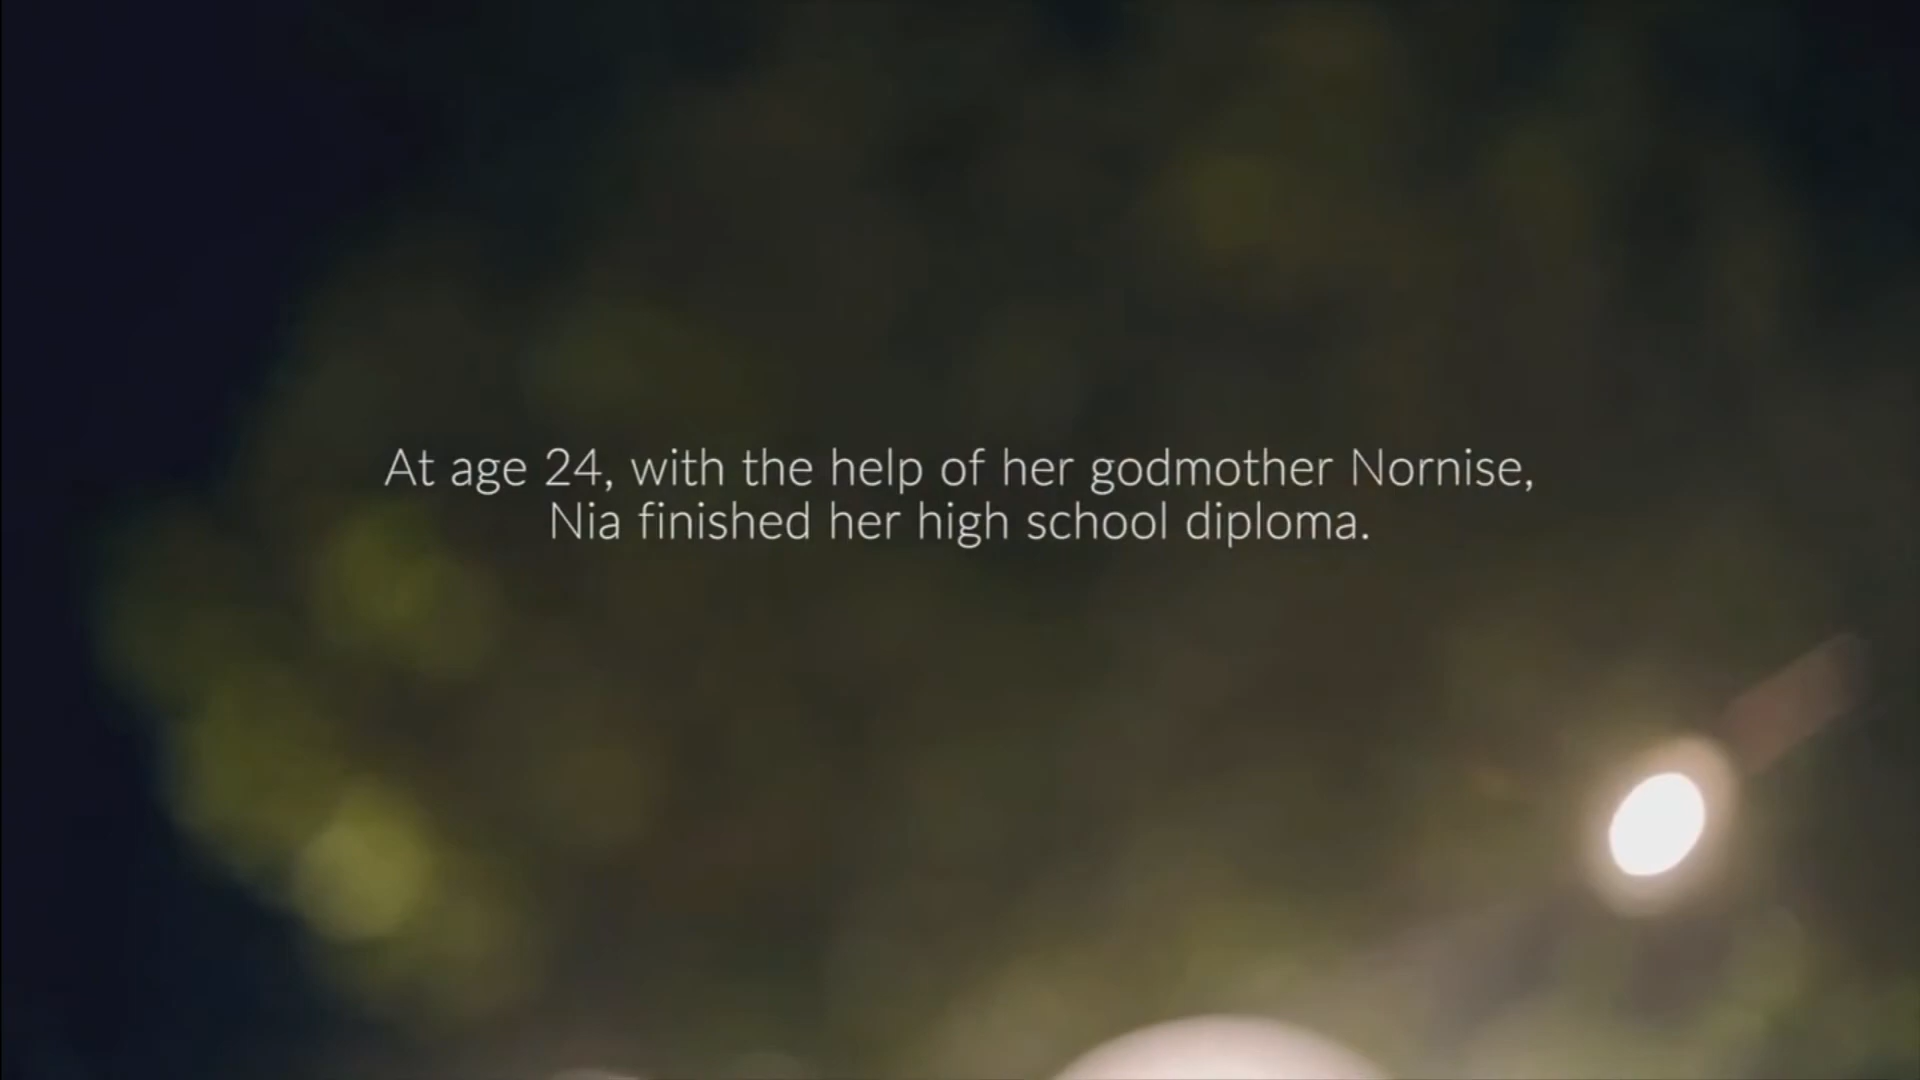 At age 24, with the help of her godmother Nornise,
Nia finished her high school diploma.